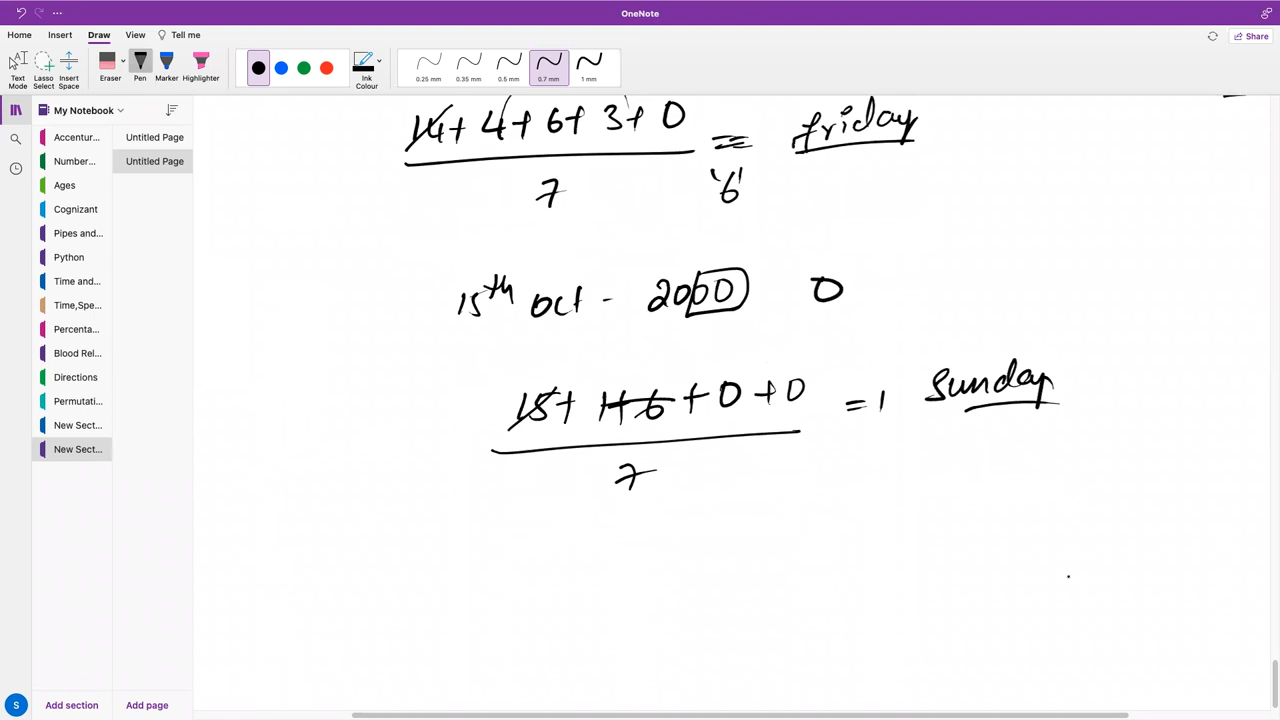 OneNote
Home Insert Draw View Tell me
Share
Text Mode
Lasso Select
Insert Space
Eraser
Pen
Marker
Highlighter
Ink Colour
0.25 mm
0.35 mm
0.5 mm
0.7 mm
1 mm
My Notebook
Accentur...
Number...
Ages
Cognizant
Pipes and...
Python
Time and...
Time,Spe...
Percenta...
Blood Rel...
Directions
Permutati...
New Sect...
New Sect...
Untitled Page
Untitled Page
14 + 4 + 6 + 3 + 0
7
'6'
friday
15th Oct - 2000 0
15 + 1 + 6 + 0 + 0 = 1 Sunday
7
S
Add section
Add page